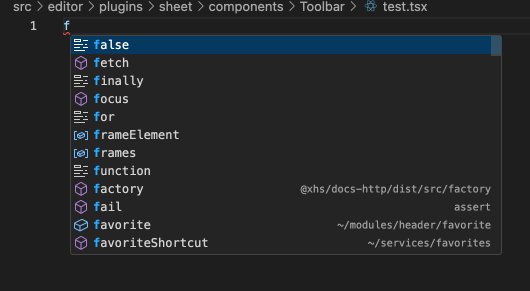 src > editor > plugins > sheet > components > Toolbar > test.tsx
1 f
false
fetch
finally
focus
for
frameElement
frames
function
factory @xhs/docs-http/dist/src/factory
fail assert
favorite ~/modules/header/favorite
favoriteShortcut ~/services/favorites